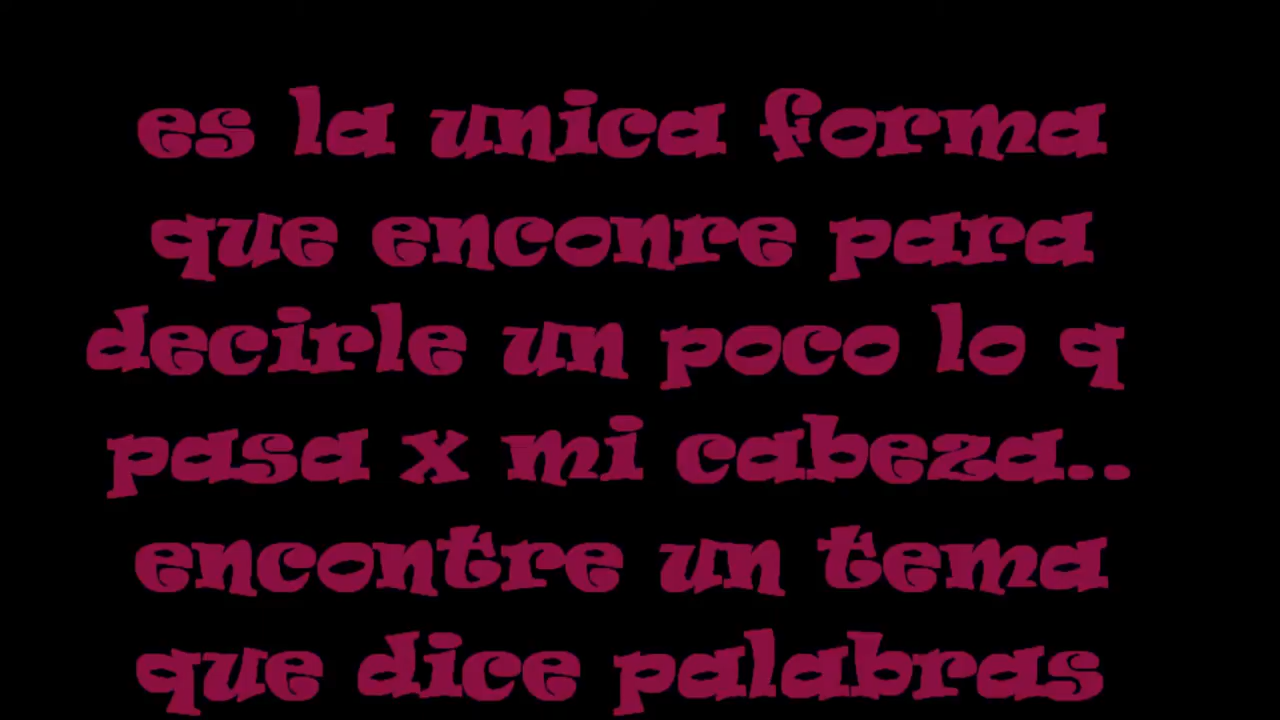 es la unica forma
que enconre para
decirle un poco lo q
pasa x mi cabeza..
encontre un tema
que dice palabras